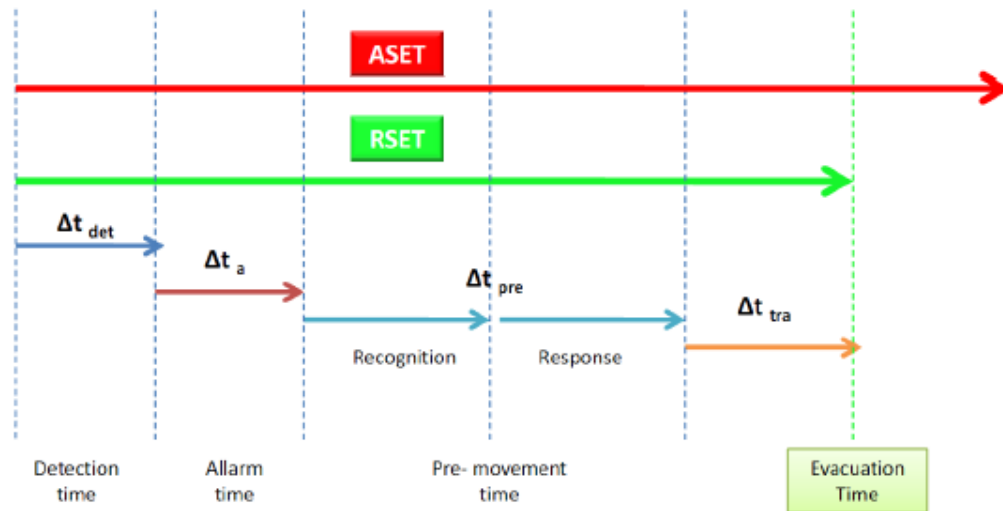 ASET
RSET
Δt det
Δt a
Δt pre
Δt tra
Recognition
Response
Detection
time
Allarm
time
Pre- movement
time
Evacuation
Time